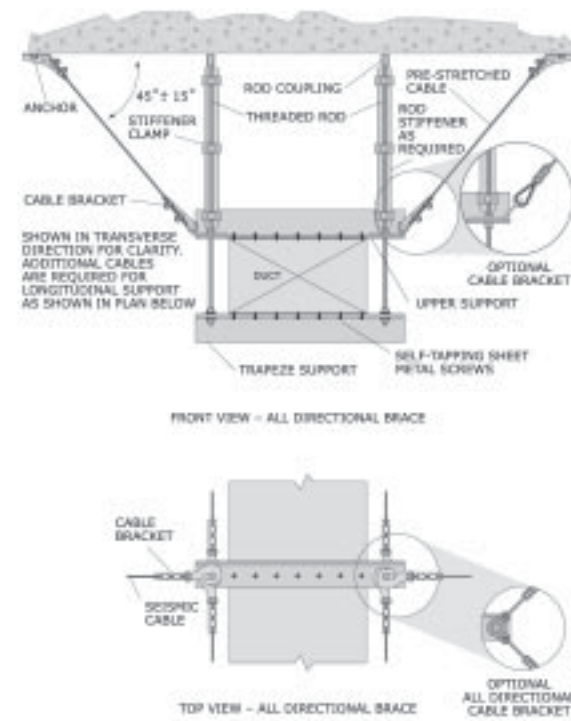 ANCHOR
45° ± 15°
STIFFENER
CLAMP
ROD COUPLING
THREADED ROD
PRE-STRETCHED
CABLE
ROD
STIFFENER
AS
REQUIRED
CABLE BRACKET
SHOWN IN TRANSVERSE
DIRECTION FOR CLARITY.
ADDITIONAL CABLES
ARE REQUIRED FOR
LONGITUDINAL SUPPORT
AS SHOWN IN PLAN BELOW
DUCT
OPTIONAL
CABLE BRACKET
UPPER SUPPORT
TRAPEZE SUPPORT
SELF-TAPPING SHEET
METAL SCREWS
FRONT VIEW – ALL DIRECTIONAL BRACE
CABLE
BRACKET
SEISMIC
CABLE
OPTIONAL
ALL DIRECTIONAL
CABLE BRACKET
TOP VIEW – ALL DIRECTIONAL BRACE